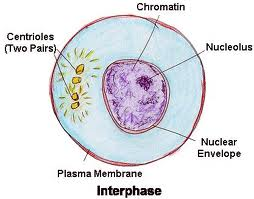 Chromatin
Centrioles
(Two Pairs)
Nucleolus
Nuclear
Envelope
Plasma Membrane
Interphase